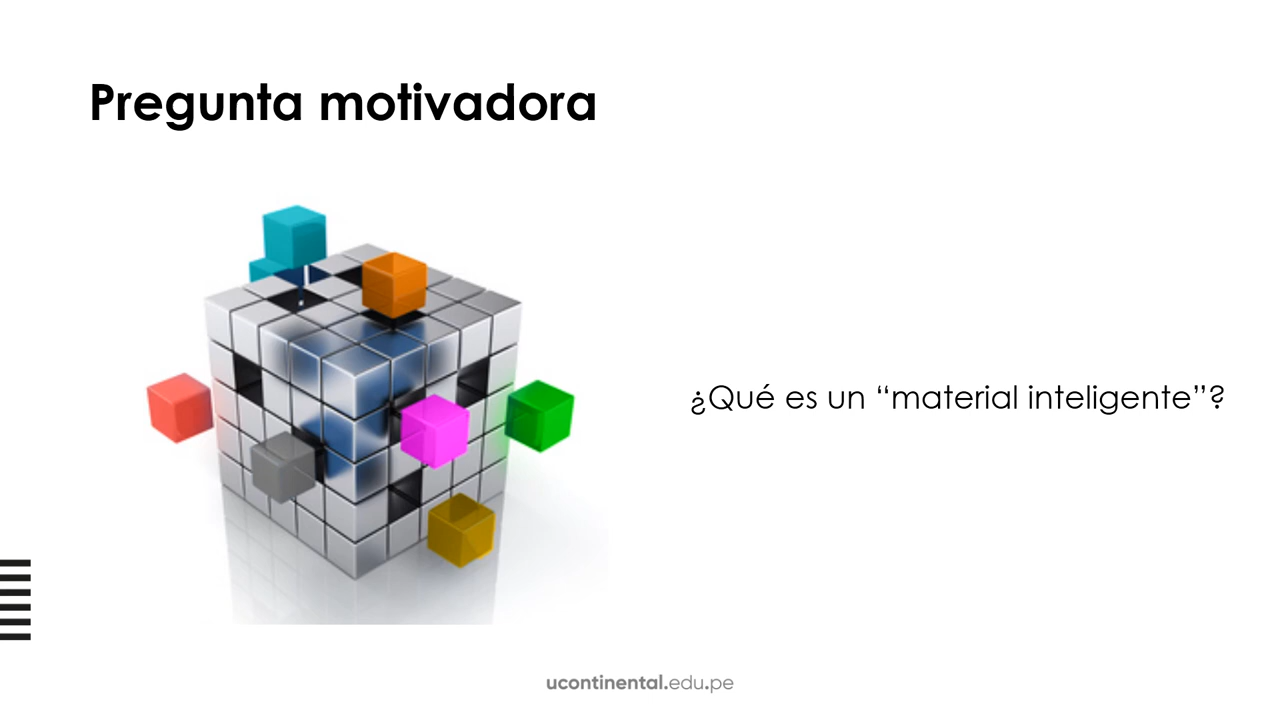 Pregunta motivadora
¿Qué es un “material inteligente”?
ucontinental.edu.pe